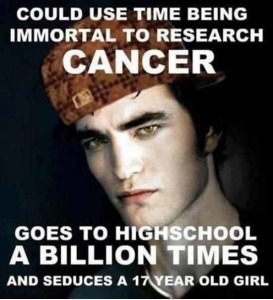 COULD USE TIME BEING
IMMORTAL TO RESEARCH
CANCER
GOES TO HIGHSCHOOL
A BILLION TIMES
AND SEDUCES A 17 YEAR OLD GIRL